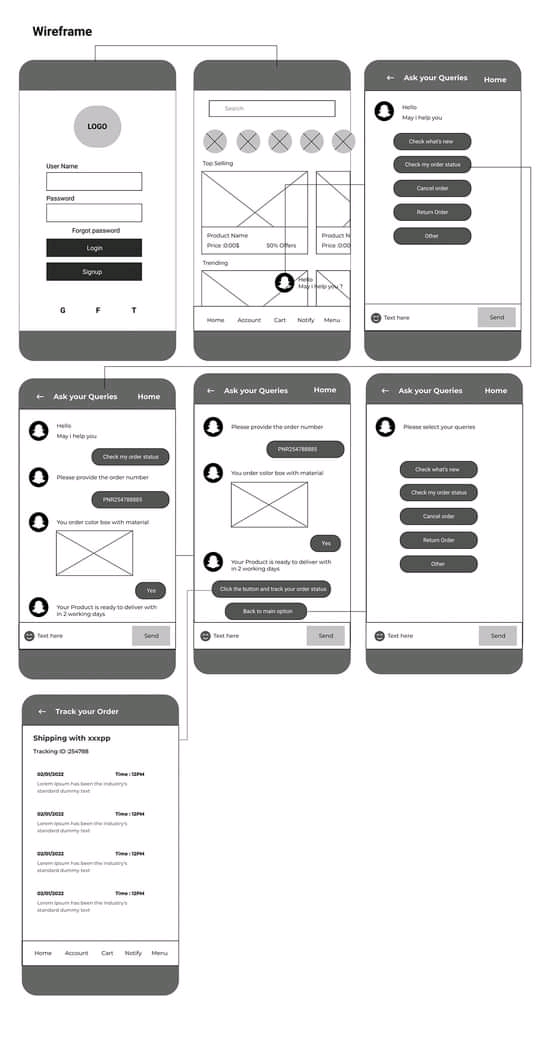 Wireframe
LOGO
User Name
Password
Forgot password
Login
Signup
G F T
Search
Top Selling
Product Name
Price :0:00$ 50% Offers
Product N
Price :0:00
Trending
Hello
May i help you ?
Home Account Cart Notify Menu
Ask your Queries Home
Hello
May i help you
Check what's new
Check my order status
Cancel order
Return Order
Other
Text here Send
Ask your Queries Home
Hello
May i help you
Check my order status
Please provide the order number
PNR254788885
You order color box with material
Yes
Your Product is ready to deliver with
in 2 working days
Text here Send
Ask your Queries Home
Please provide the order number
PNR254788885
You order color box with material
Yes
Your Product is ready to deliver with
in 2 working days
Click the button and track your order status
Back to main option
Text here Send
Ask your Queries Home
Please select your queries
Check what's new
Check my order status
Cancel order
Return Order
Other
Text here Send
Track your Order
Shipping with xxxpp
Tracking ID :254788
02/01/2022 Time : 12PM
Lorem Ipsum has been the industry's
standard dummy text
02/01/2022 Time : 12PM
Lorem Ipsum has been the industry's
standard dummy text
02/01/2022 Time : 12PM
Lorem Ipsum has been the industry's
standard dummy text
02/01/2022 Time : 12PM
Lorem Ipsum has been the industry's
standard dummy text
Home Account Cart Notify Menu